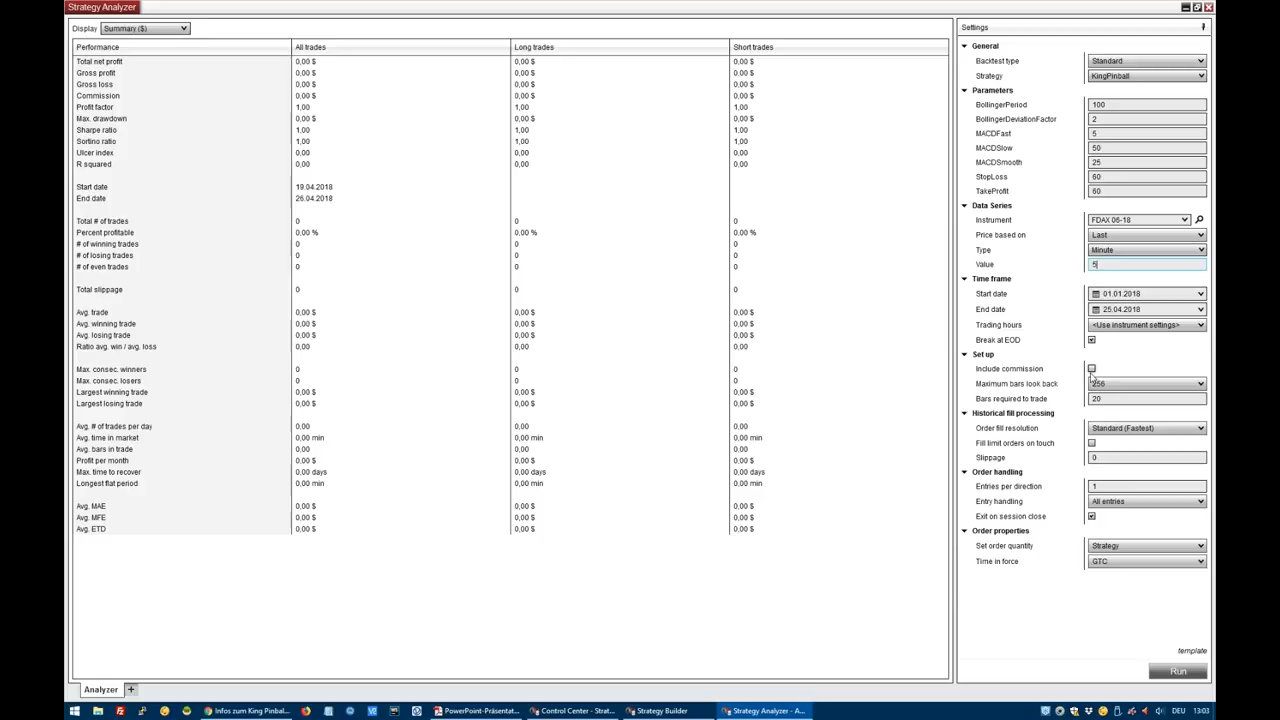 Strategy Analyzer
Display Summary ($)
Performance All trades Long trades Short trades
Total net profit 0,00 $ 0,00 $ 0,00 $
Gross profit 0,00 $ 0,00 $ 0,00 $
Gross loss 0,00 $ 0,00 $ 0,00 $
Commission 0,00 $ 0,00 $ 0,00 $
Profit factor 1,00 1,00 1,00
Max. drawdown 0,00 $ 0,00 $ 0,00 $
Sharpe ratio 1,00 1,00 1,00
Sortino ratio 1,00 1,00 1,00
Ulcer index 0,00 0,00 0,00
R squared 0,00 0,00 0,00
Start date 19.04.2018
End date 26.04.2018
Total # of trades 0 0 0
Percent profitable 0,00 % 0,00 % 0,00 %
# of winning trades 0 0 0
# of losing trades 0 0 0
# of even trades 0 0 0
Total slippage 0 0 0
Avg. trade 0,00 $ 0,00 $ 0,00 $
Avg. winning trade 0,00 $ 0,00 $ 0,00 $
Avg. losing trade 0,00 $ 0,00 $ 0,00 $
Ratio avg. win / avg. loss 0,00 0,00 0,00
Max. consec. winners 0 0 0
Max. consec. losers 0 0 0
Largest winning trade 0,00 $ 0,00 $ 0,00 $
Largest losing trade 0,00 $ 0,00 $ 0,00 $
Avg. # of trades per day 0,00 0,00 0,00
Avg. time in market 0,00 min 0,00 min 0,00 min
Avg. bars in trade 0,00 0,00 0,00
Profit per month 0,00 $ 0,00 $ 0,00 $
Max. time to recover 0,00 days 0,00 days 0,00 days
Longest flat period 0,00 min 0,00 min 0,00 min
Avg. MAE 0,00 $ 0,00 $ 0,00 $
Avg. MFE 0,00 $ 0,00 $ 0,00 $
Avg. ETD 0,00 $ 0,00 $ 0,00 $
Settings
General
Backtest type Standard
Strategy KingPinball
Parameters
BollingerPeriod 100
BollingerDeviationFactor 2
MACDFast 5
MACDSlow 50
MACDSmooth 25
StopLoss 60
TakeProfit 60
Data Series
Instrument FDAX 06-18
Price based on Last
Type Minute
Value 5
Time frame
Start date 01.01.2018
End date 25.04.2018
Trading hours <Use instrument settings>
Break at EOD
Set up
Include commission
Maximum bars look back 256
Bars required to trade 20
Historical fill processing
Order fill resolution Standard (Fastest)
Fill limit orders on touch
Slippage 0
Order handling
Entries per direction 1
Entry handling All entries
Exit on session close
Order properties
Set order quantity Strategy
Time in force GTC
template
Run
Analyzer +
Infos zum King Pinbal... PowerPoint-Präsentat... Control Center - Strat... Strategy Builder Strategy Analyzer - A... DEU 13:03